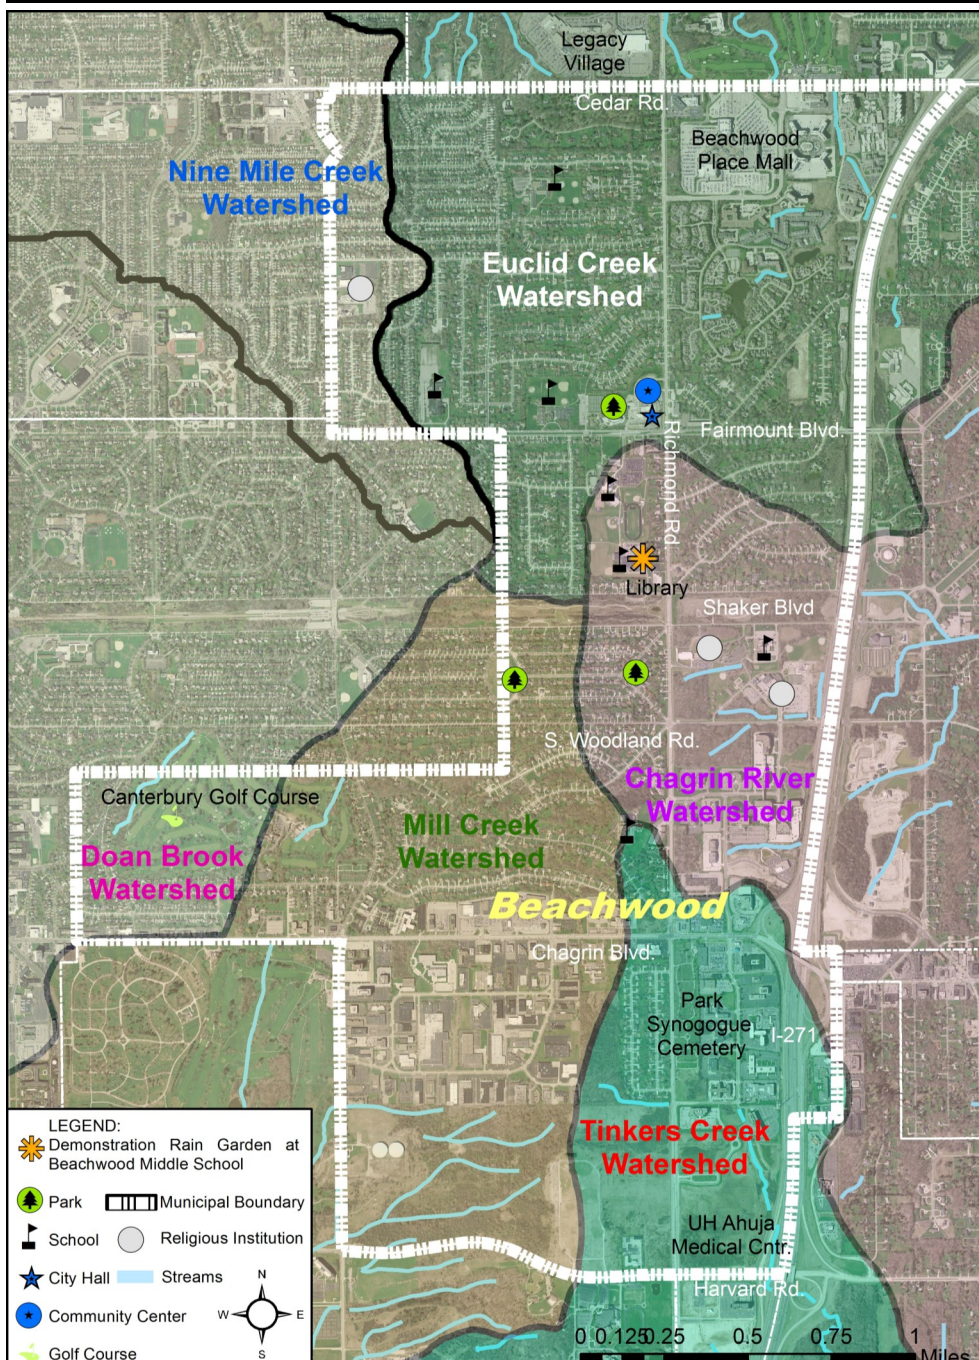 Legacy
Village
Cedar Rd.
Beachwood
Place Mall
Nine Mile Creek
Watershed
Euclid Creek
Watershed
Fairmount Blvd.
Richmond Rd
Library
Shaker Blvd
S. Woodland Rd.
Chagrin River
Watershed
Canterbury Golf Course
Mill Creek
Watershed
Doan Brook
Watershed
Beachwood
Chagrin Blvd.
Park
Synogogue
Cemetery
I-271
Tinkers Creek
Watershed
UH Ahuja
Medical Cntr.
Harvard Rd.
LEGEND:
Demonstration Rain Garden at
Beachwood Middle School
Park
Municipal Boundary
School
Religious Institution
City Hall
Streams
Community Center
Golf Course
N
W
E
S
0 0.125 0.25 0.5 0.75 1
Miles